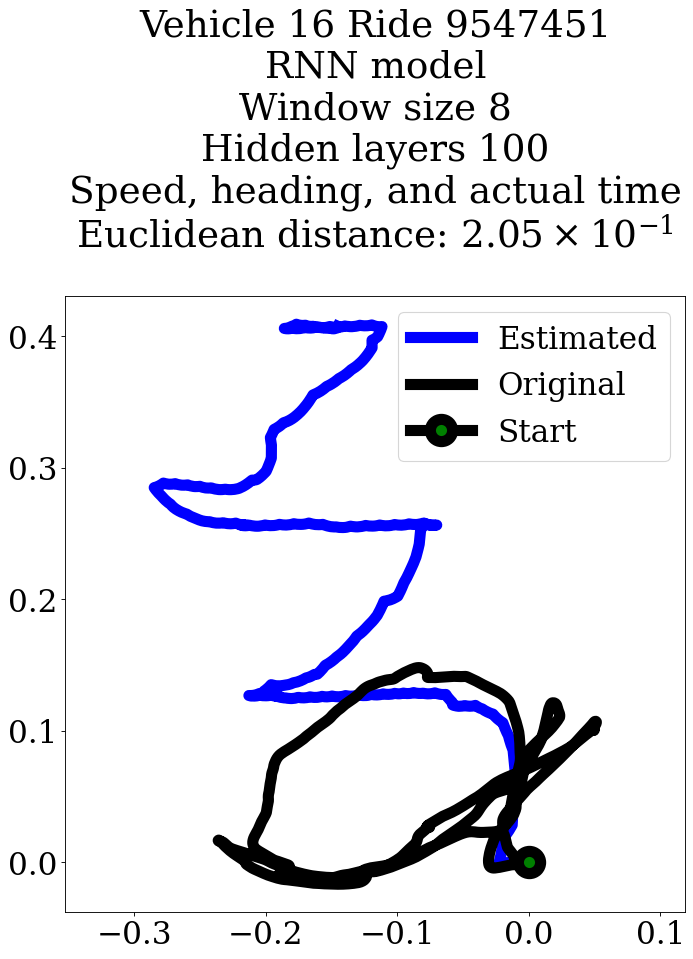 Vehicle 16 Ride 9547451
RNN model
Window size 8
Hidden layers 100
Speed, heading, and actual time
Euclidean distance: 2.05 × 10⁻¹
Estimated
Original
Start
0.4
0.3
0.2
0.1
0.0
−0.3
−0.2
−0.1
0.0
0.1